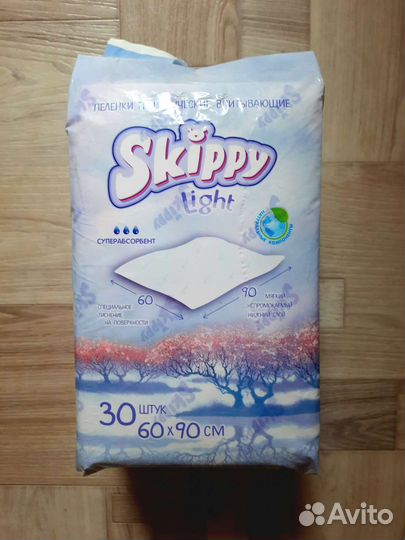 ПЕЛЕНКИ ВПИТЫВАЮЩИЕ
Skippy
Light
СУПЕРАБСОРБЕНТ
60
90
СПЕЦИАЛЬНОЕ
ТИСНЕНИЕ
НА ПОВЕРХНОСТИ
МЯГКИЙ
НЕПРОМОКАЕМЫЙ
НИЖНИЙ СЛОЙ
30 ШТУК
60 x 90 СМ
Avito